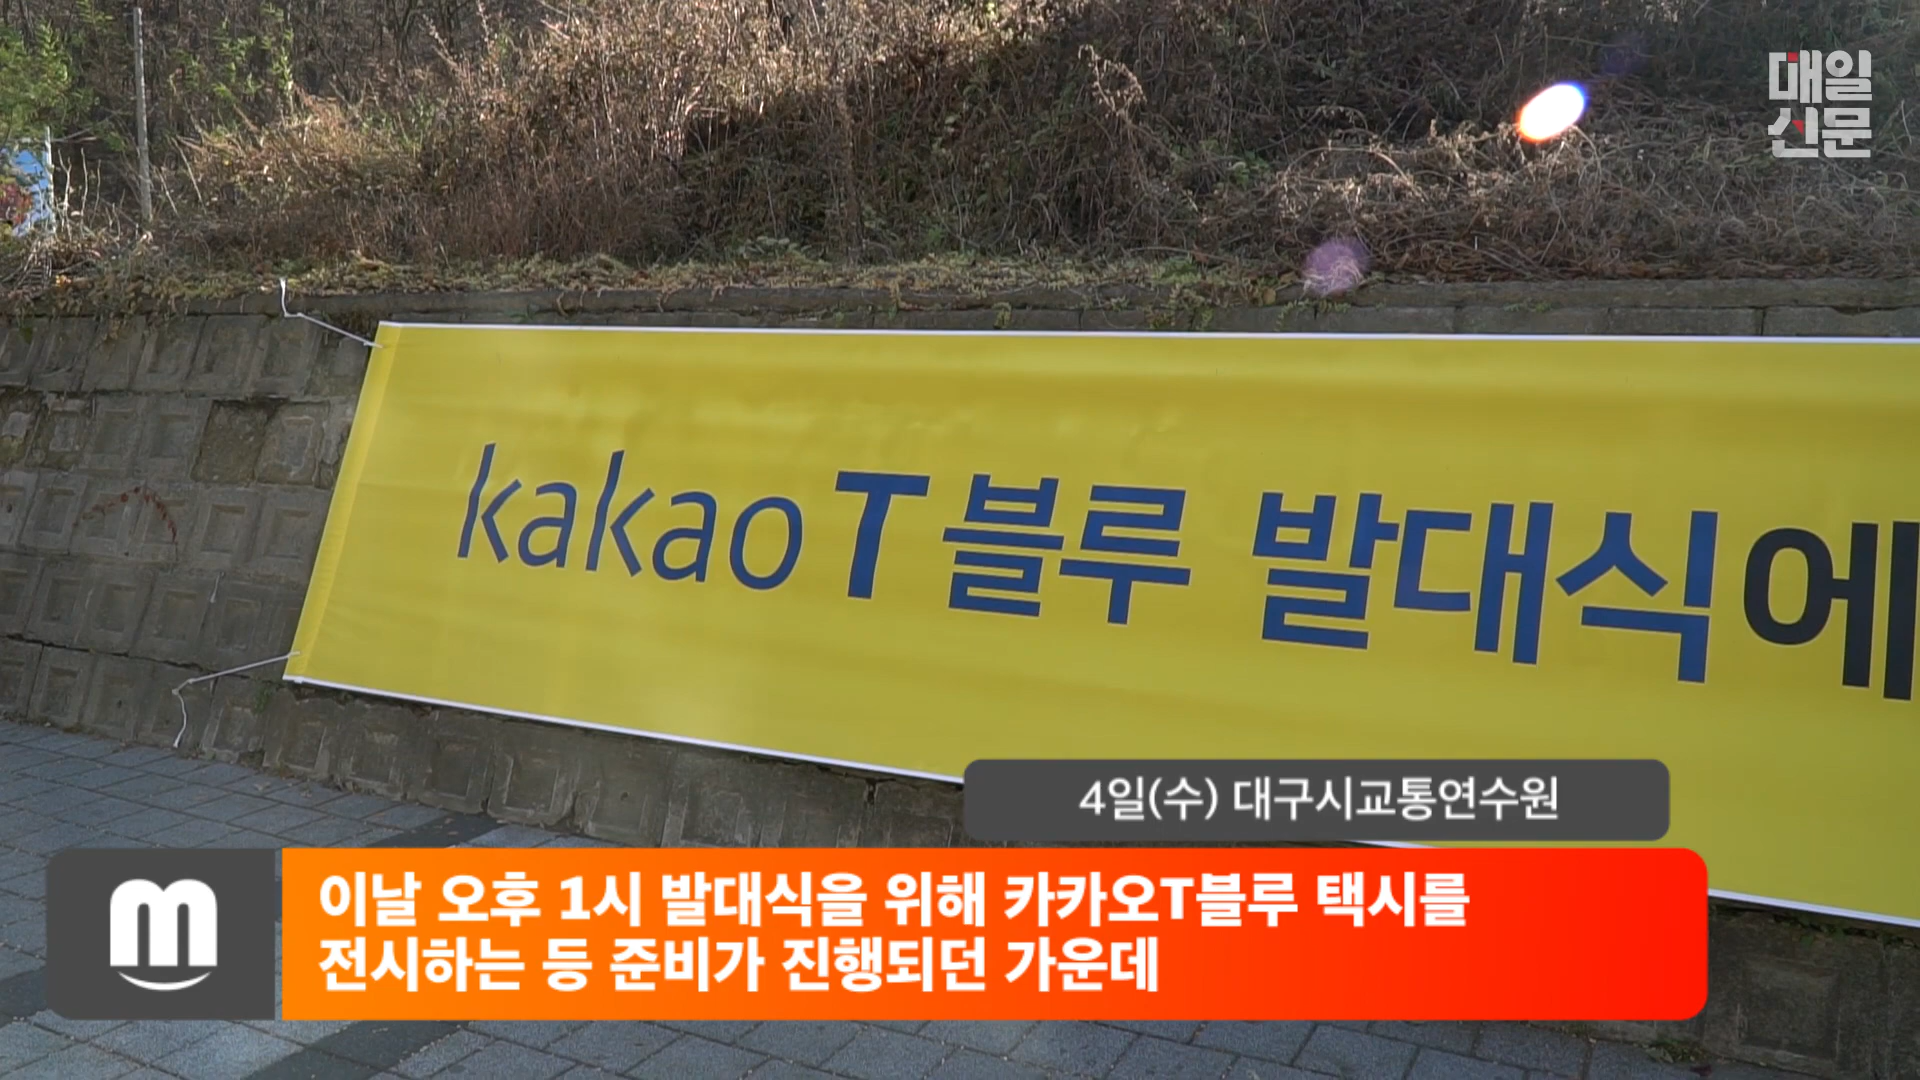 매일
신문
kakao T 블루 발대식에
4일(수) 대구시교통연수원
m
이날 오후 1시 발대식을 위해 카카오T블루 택시를
전시하는 등 준비가 진행되던 가운데